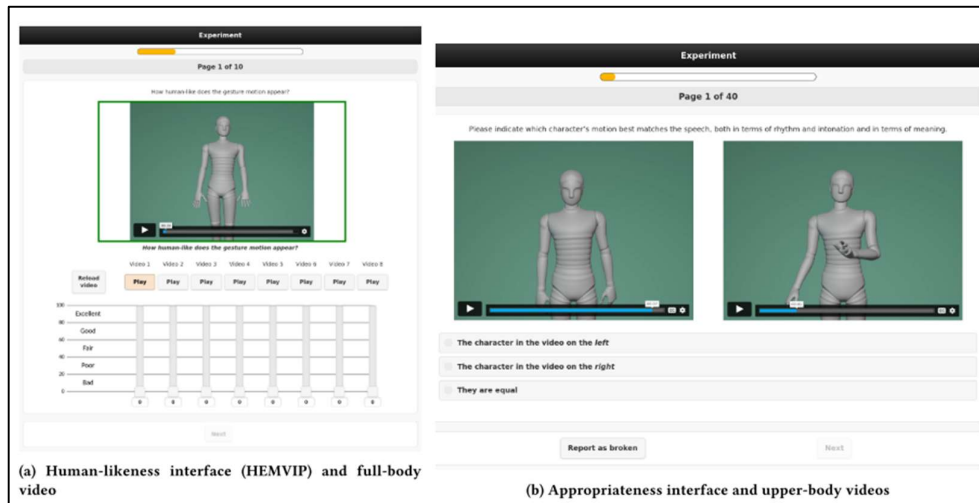 Experiment
Page 1 of 10
How human-like does the gesture motion appear?
How human-like does the gesture motion appear?
Video 1 Video 2 Video 3 Video 4 Video 5 Video 6 Video 7 Video 8
Reload video
Play Play Play Play Play Play Play Play
100
Excellent
80
Good
60
Fair
40
Poor
20
Bad
0
0 0 0 0 0 0 0 0
Next
(a) Human-likeness interface (HEMVIP) and full-body
video
Experiment
Page 1 of 40
Please indicate which character's motion best matches the speech, both in terms of rhythm and intonation and in terms of meaning.
The character in the video on the left
The character in the video on the right
They are equal
Report as broken
Next
(b) Appropriateness interface and upper-body videos